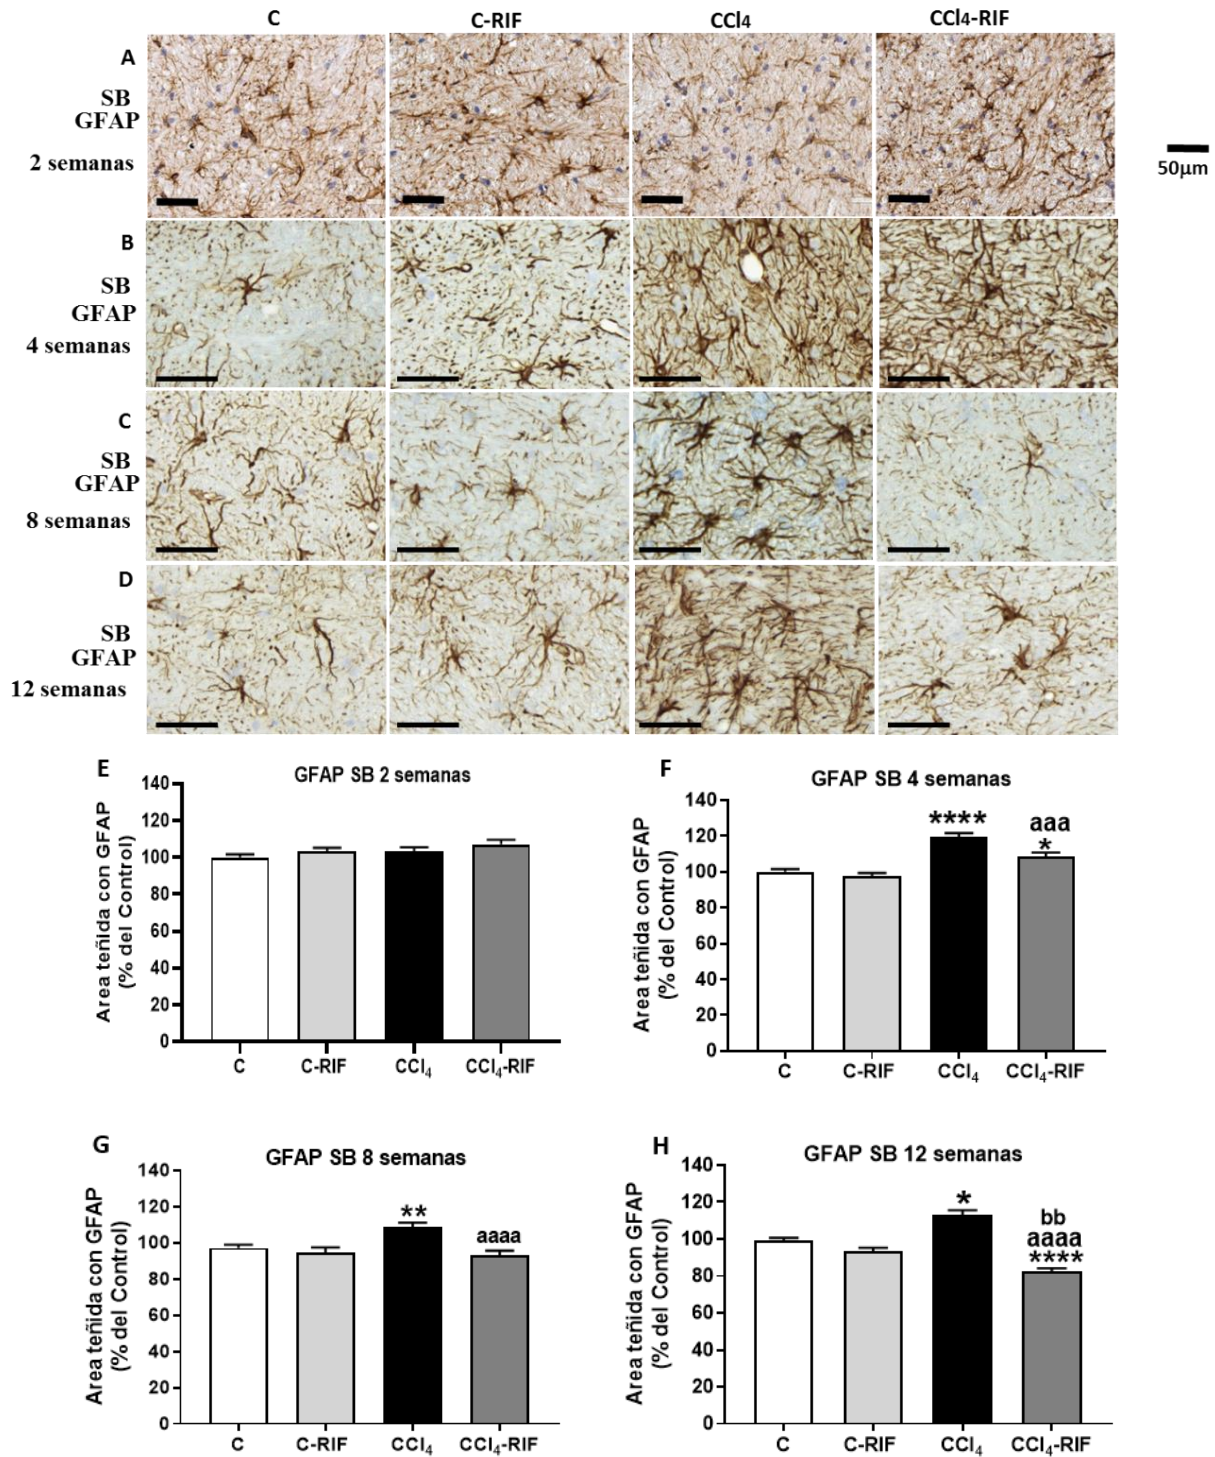 C C-RIF CCl4 CCl4-RIF
A
SB
GFAP
2 semanas
50µm
B
SB
GFAP
4 semanas
C
SB
GFAP
8 semanas
D
SB
GFAP
12 semanas
E
GFAP SB 2 semanas
Area teñida con GFAP
(% del Control)
140
120
100
80
60
40
20
0
C C-RIF CCl4 CCl4-RIF
F
GFAP SB 4 semanas
Area teñida con GFAP
(% del Control)
140
120
100
80
60
40
20
0
****
aaa
*
C C-RIF CCl4 CCl4-RIF
G
GFAP SB 8 semanas
Area teñida con GFAP
(% del Control)
140
120
100
80
60
40
20
0
**
aaaa
C C-RIF CCl4 CCl4-RIF
H
GFAP SB 12 semanas
Area teñida con GFAP
(% del Control)
140
120
100
80
60
40
20
0
*
bb
aaaa
****
C C-RIF CCl4 CCl4-RIF